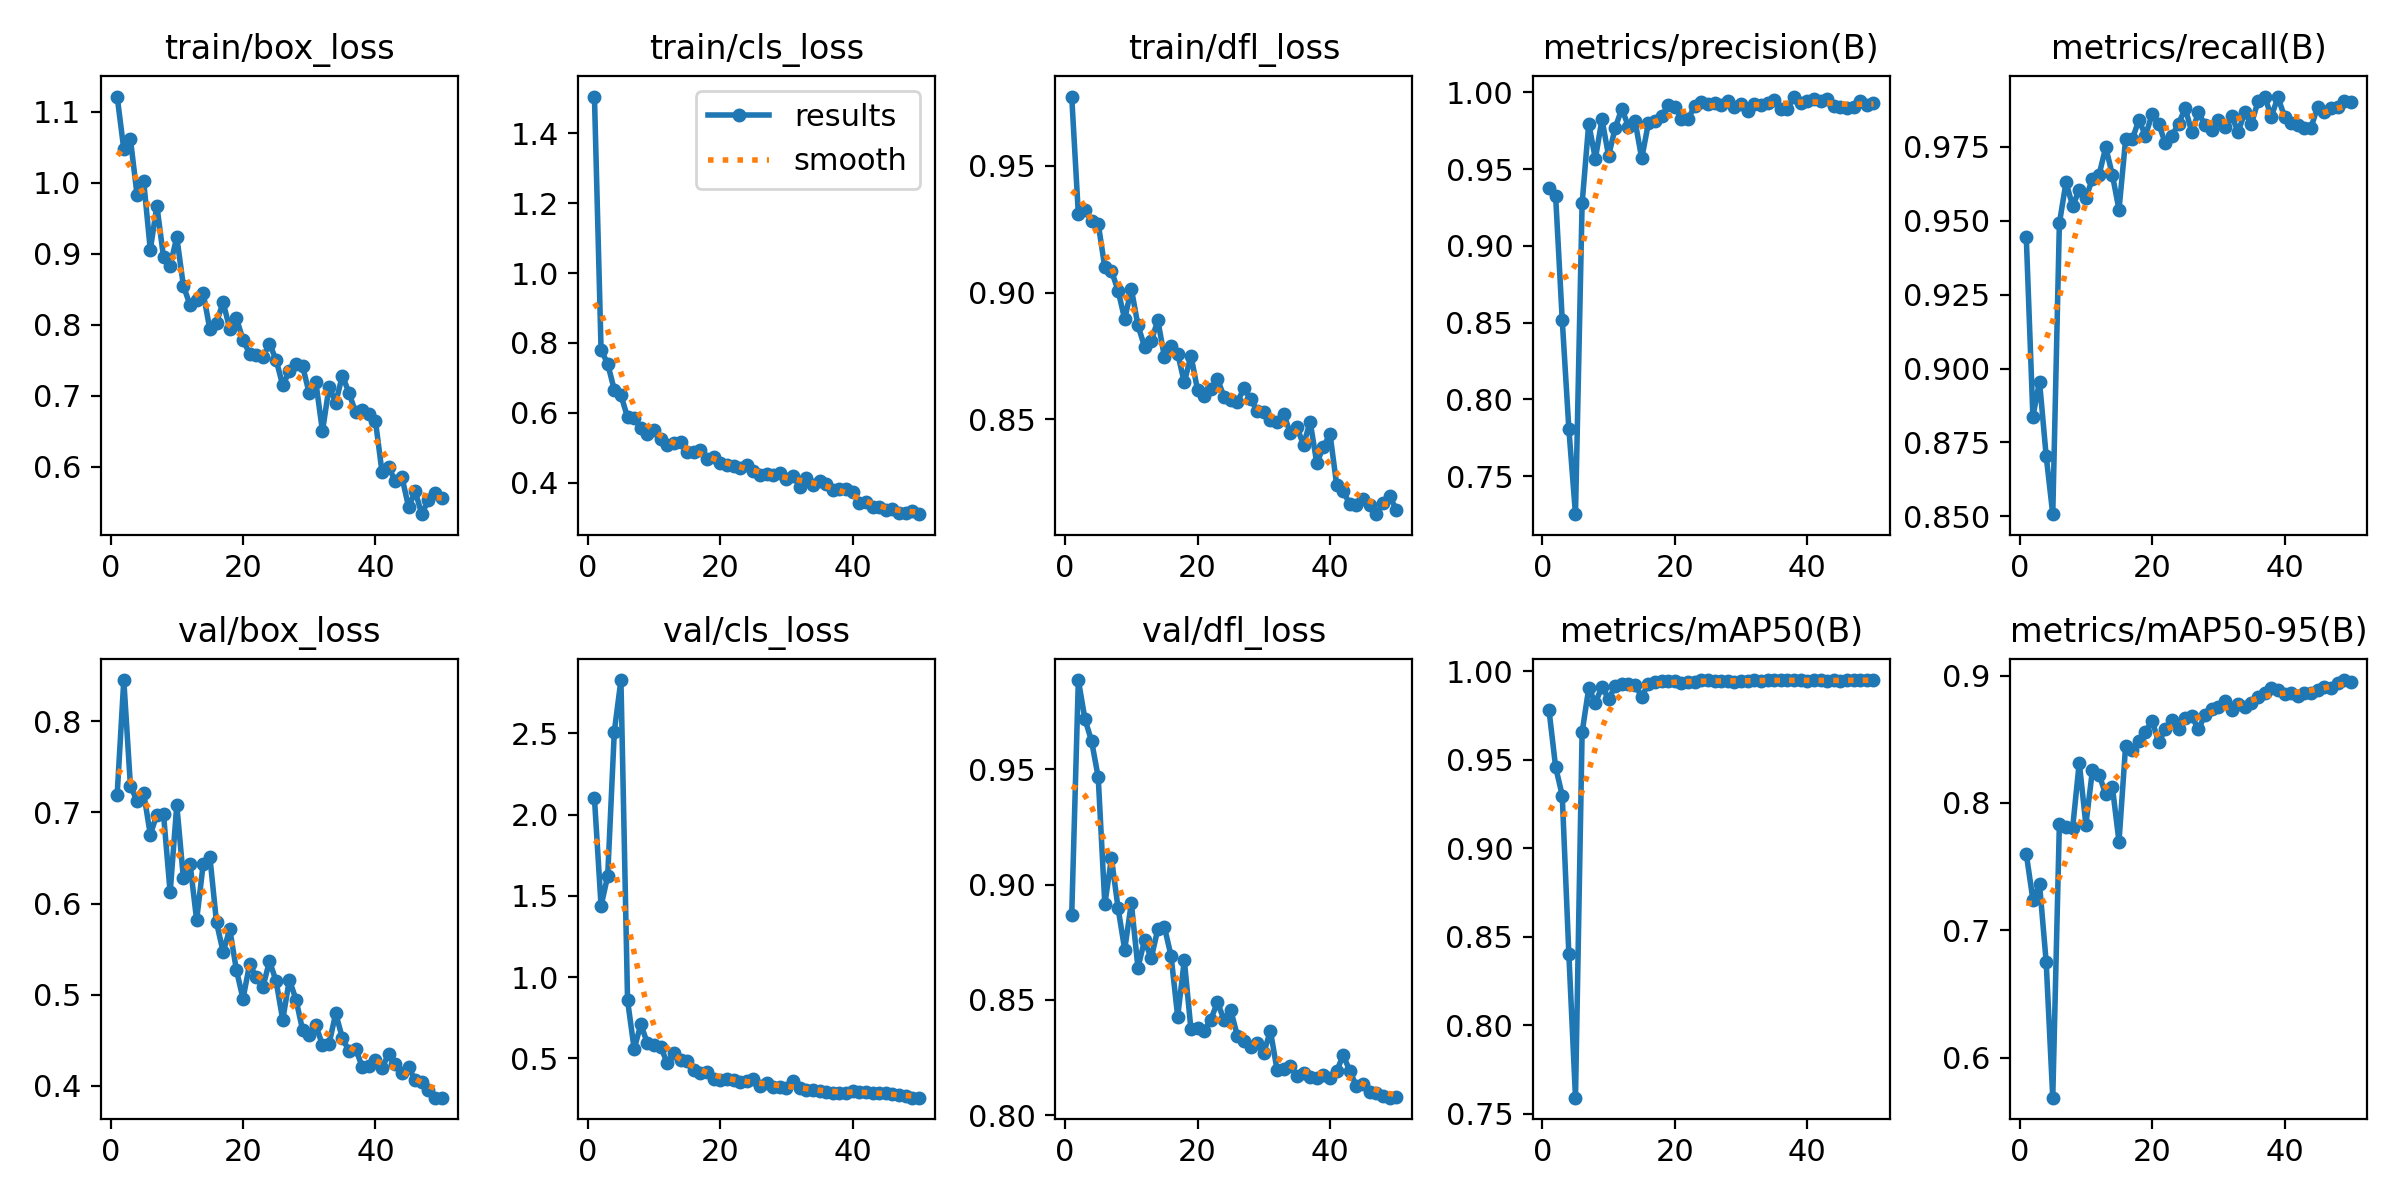 train/box_loss
train/cls_loss
train/dfl_loss
metrics/precision(B)
metrics/recall(B)
1.1
1.0
0.9
0.8
0.7
0.6
0 20 40
1.4
1.2
1.0
0.8
0.6
0.4
results
smooth
0 20 40
0.95
0.90
0.85
0 20 40
1.00
0.95
0.90
0.85
0.80
0.75
0 20 40
0.975
0.950
0.925
0.900
0.875
0.850
0 20 40
val/box_loss
val/cls_loss
val/dfl_loss
metrics/mAP50(B)
metrics/mAP50-95(B)
0.8
0.7
0.6
0.5
0.4
0 20 40
2.5
2.0
1.5
1.0
0.5
0 20 40
0.95
0.90
0.85
0.80
0 20 40
1.00
0.95
0.90
0.85
0.80
0.75
0 20 40
0.9
0.8
0.7
0.6
0 20 40